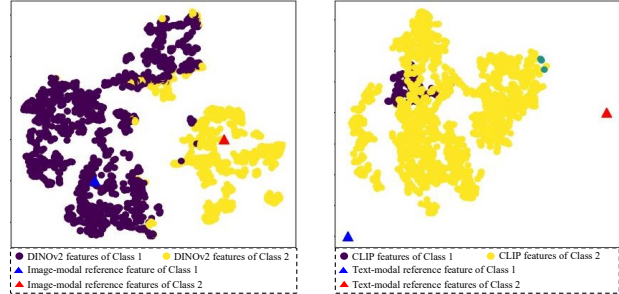 DINOv2 features of Class 1 DINOv2 features of Class 2
Image-modal reference feature of Class 1
Image-modal reference feature of Class 2
CLIP features of Class 1 CLIP features of Class 2
Text-modal reference feature of Class 1
Text-modal reference feature of Class 2